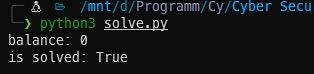 /mnt/d/Programm/Cy/Cyber Secu
❯ python3 solve.py
balance: 0
is solved: True